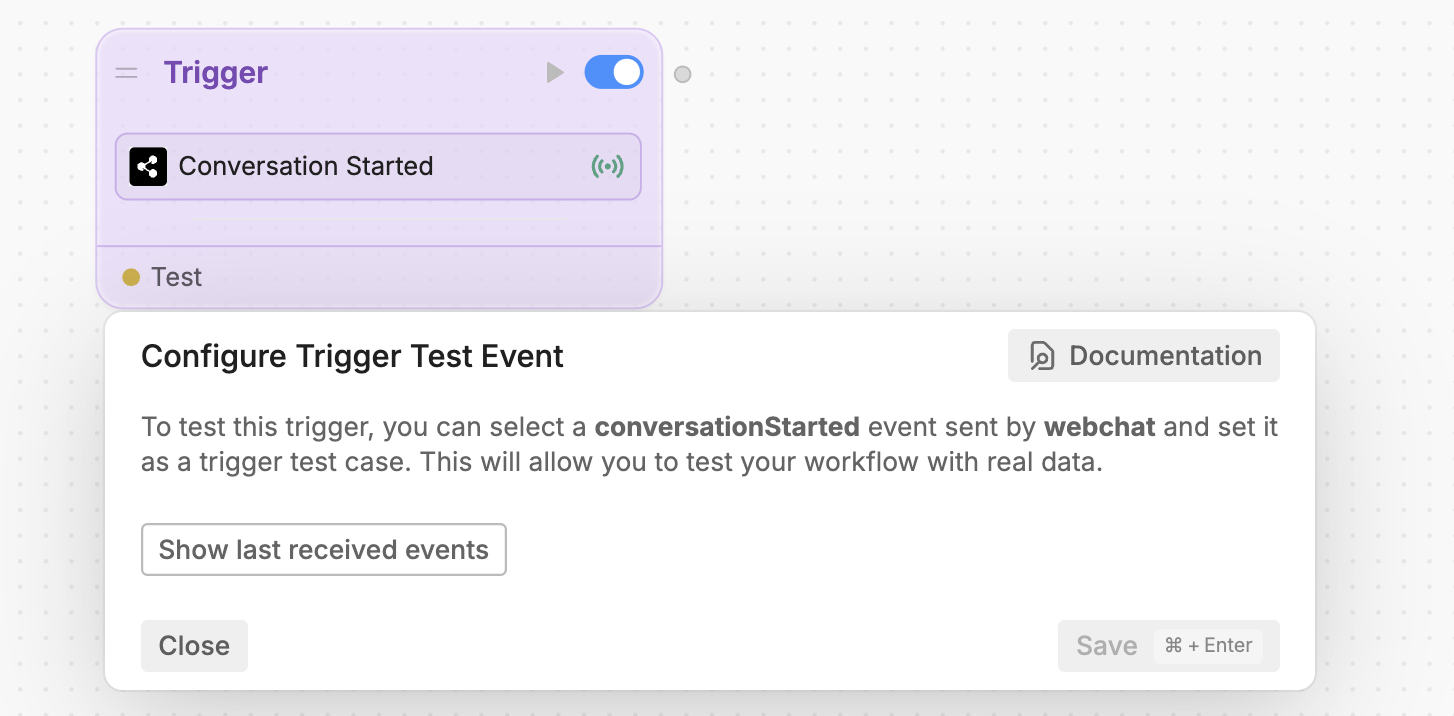 Trigger
Conversation Started
Test
Configure Trigger Test Event
Documentation
To test this trigger, you can select a conversationStarted event sent by webchat and set it
as a trigger test case. This will allow you to test your workflow with real data.
Show last received events
Close
Save ⌘ + Enter